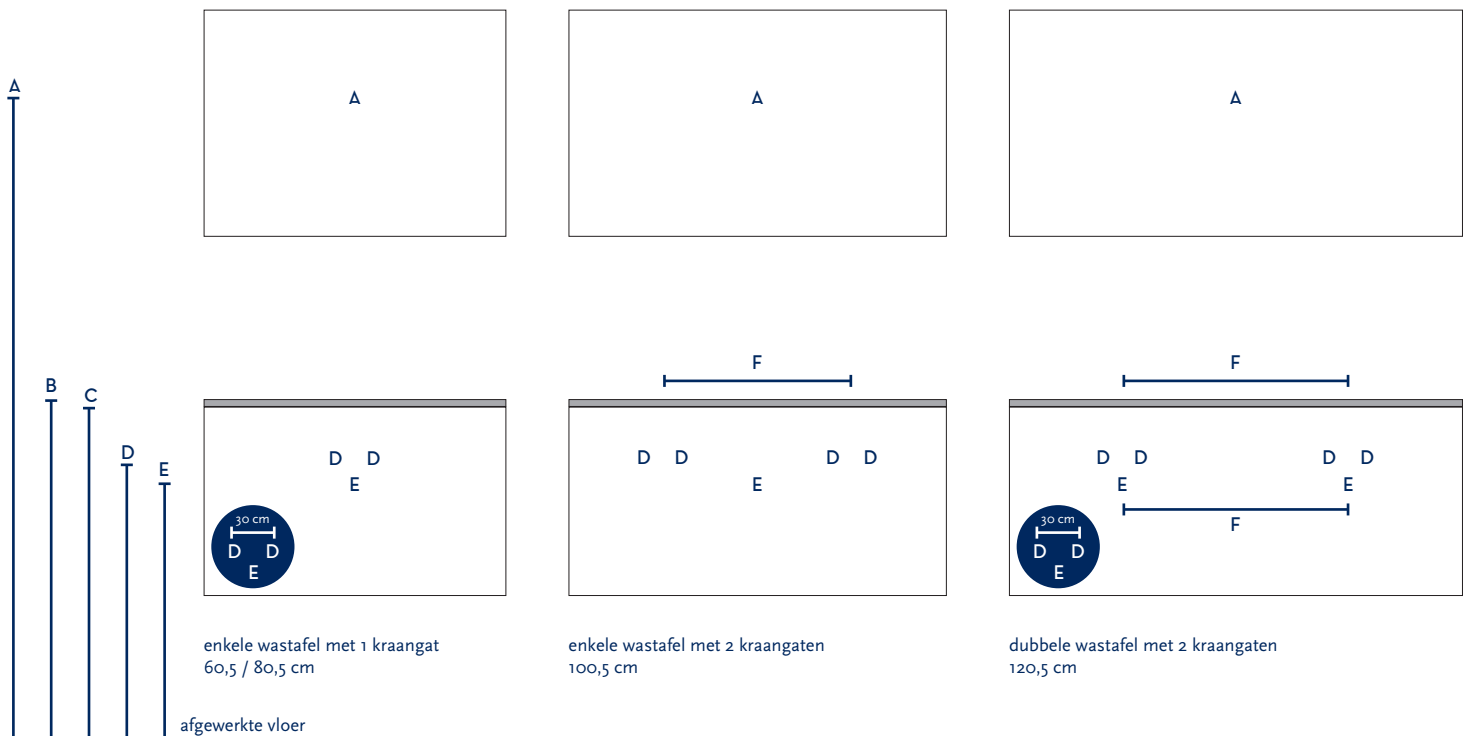 A
B
C
D
E
A
A
A
F
F
D D
E
D D D D
E
D D D D
E E
F
30 cm
D D
E
30 cm
D D
E
enkele wastafel met 1 kraangat
60,5 / 80,5 cm
enkele wastafel met 2 kraangaten
100,5 cm
dubbele wastafel met 2 kraangaten
120,5 cm
afgewerkte vloer